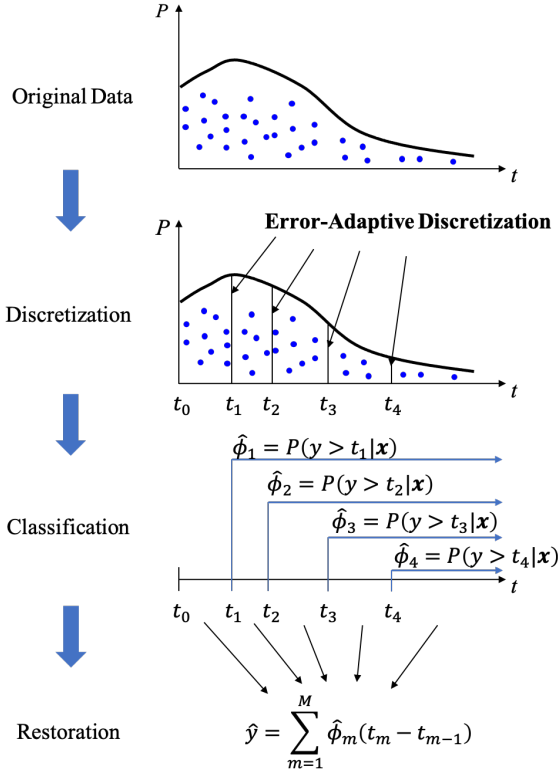 P
Original Data
t
P
Error-Adaptive Discretization
Discretization
t
t₀ t₁ t₂ t₃ t₄
ϕ̂₁ = P(y > t₁|x)
ϕ̂₂ = P(y > t₂|x)
ϕ̂₃ = P(y > t₃|x)
Classification
ϕ̂₄ = P(y > t₄|x)
t
t₀ t₁ t₂ t₃ t₄
Restoration
ŷ = ∑_{m=1}^{M} ϕ̂ₘ(tₘ − tₘ₋₁)